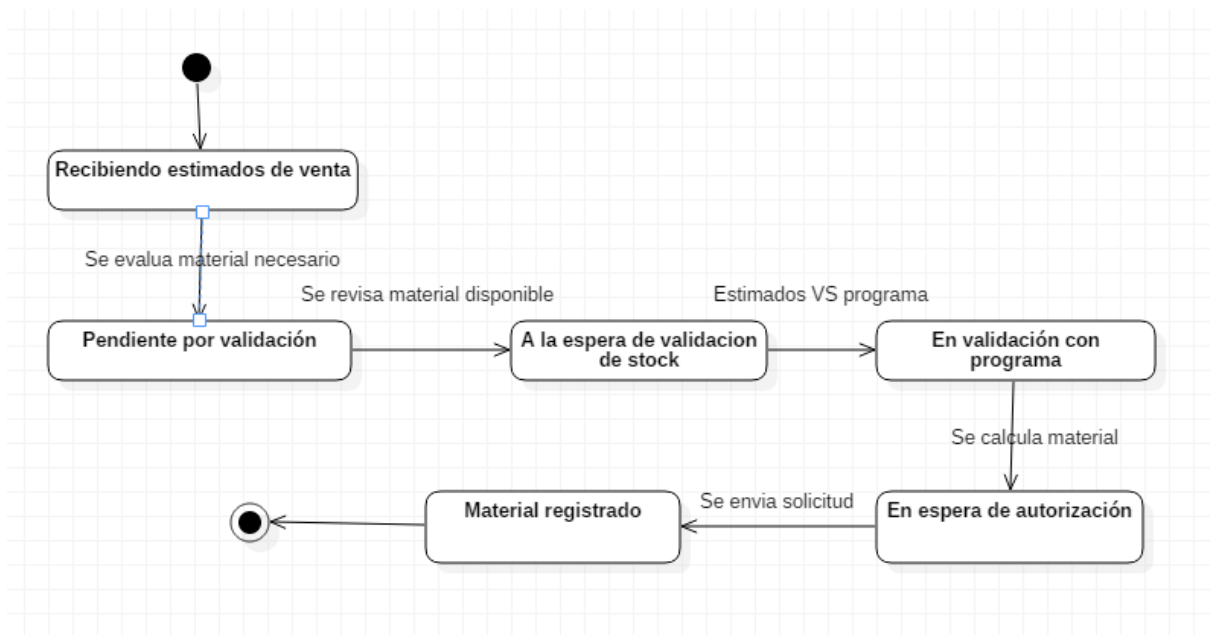 Recibiendo estimados de venta
Se evalua material necesario
Se revisa material disponible
Estimados VS programa
Pendiente por validación
A la espera de validacion
de stock
En validación con
programa
Se calcula material
Material registrado
Se envia solicitud
En espera de autorización